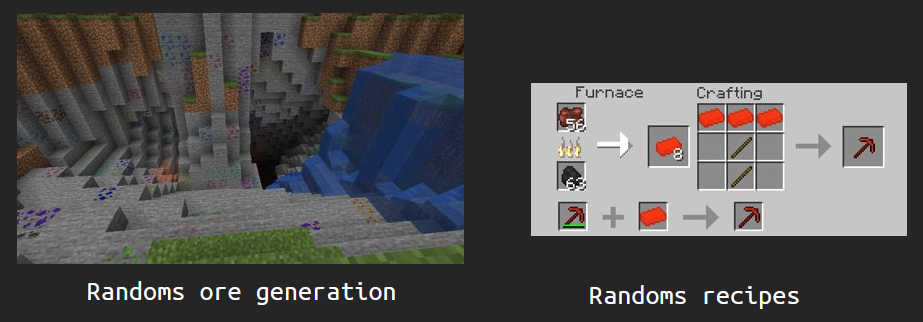 Furnace
Crafting
56
8
63
Randoms ore generation
Randoms recipes